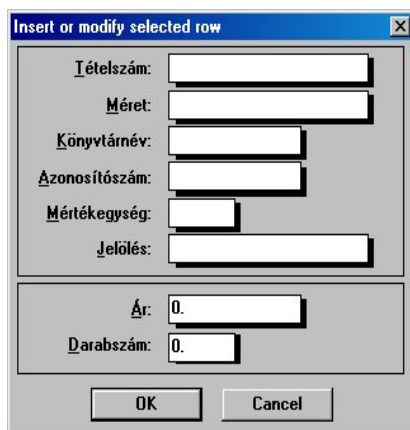 Insert or modify selected row
Tételszám:
Méret:
Könyvtárnév:
Azonosítószám:
Mértékegység:
Jelölés:
Ár: 0.
Darabszám: 0.
OK Cancel